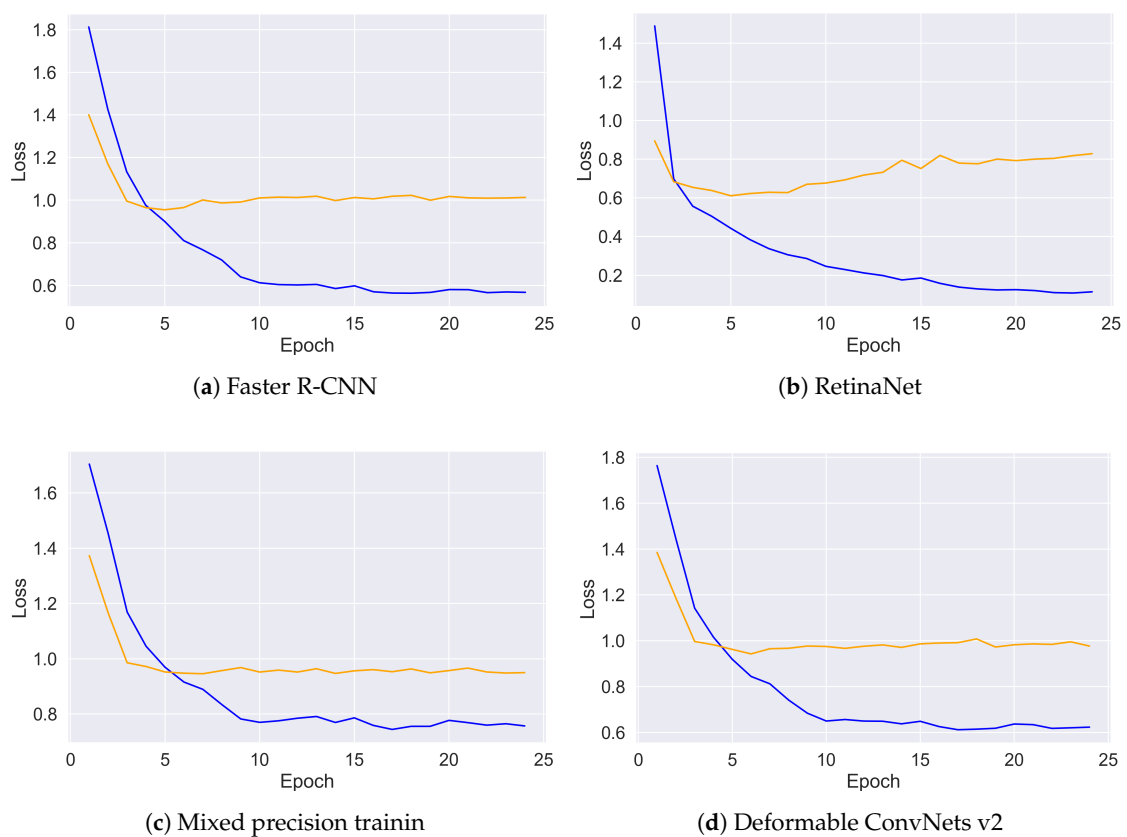 1.8
1.6
1.4
1.2
1.0
0.8
0.6
Loss
0 5 10 15 20 25
Epoch
(a) Faster R-CNN
1.4
1.2
1.0
0.8
0.6
0.4
0.2
Loss
0 5 10 15 20 25
Epoch
(b) RetinaNet
1.6
1.4
1.2
1.0
0.8
Loss
0 5 10 15 20 25
Epoch
(c) Mixed precision trainin
1.8
1.6
1.4
1.2
1.0
0.8
0.6
Loss
0 5 10 15 20 25
Epoch
(d) Deformable ConvNets v2